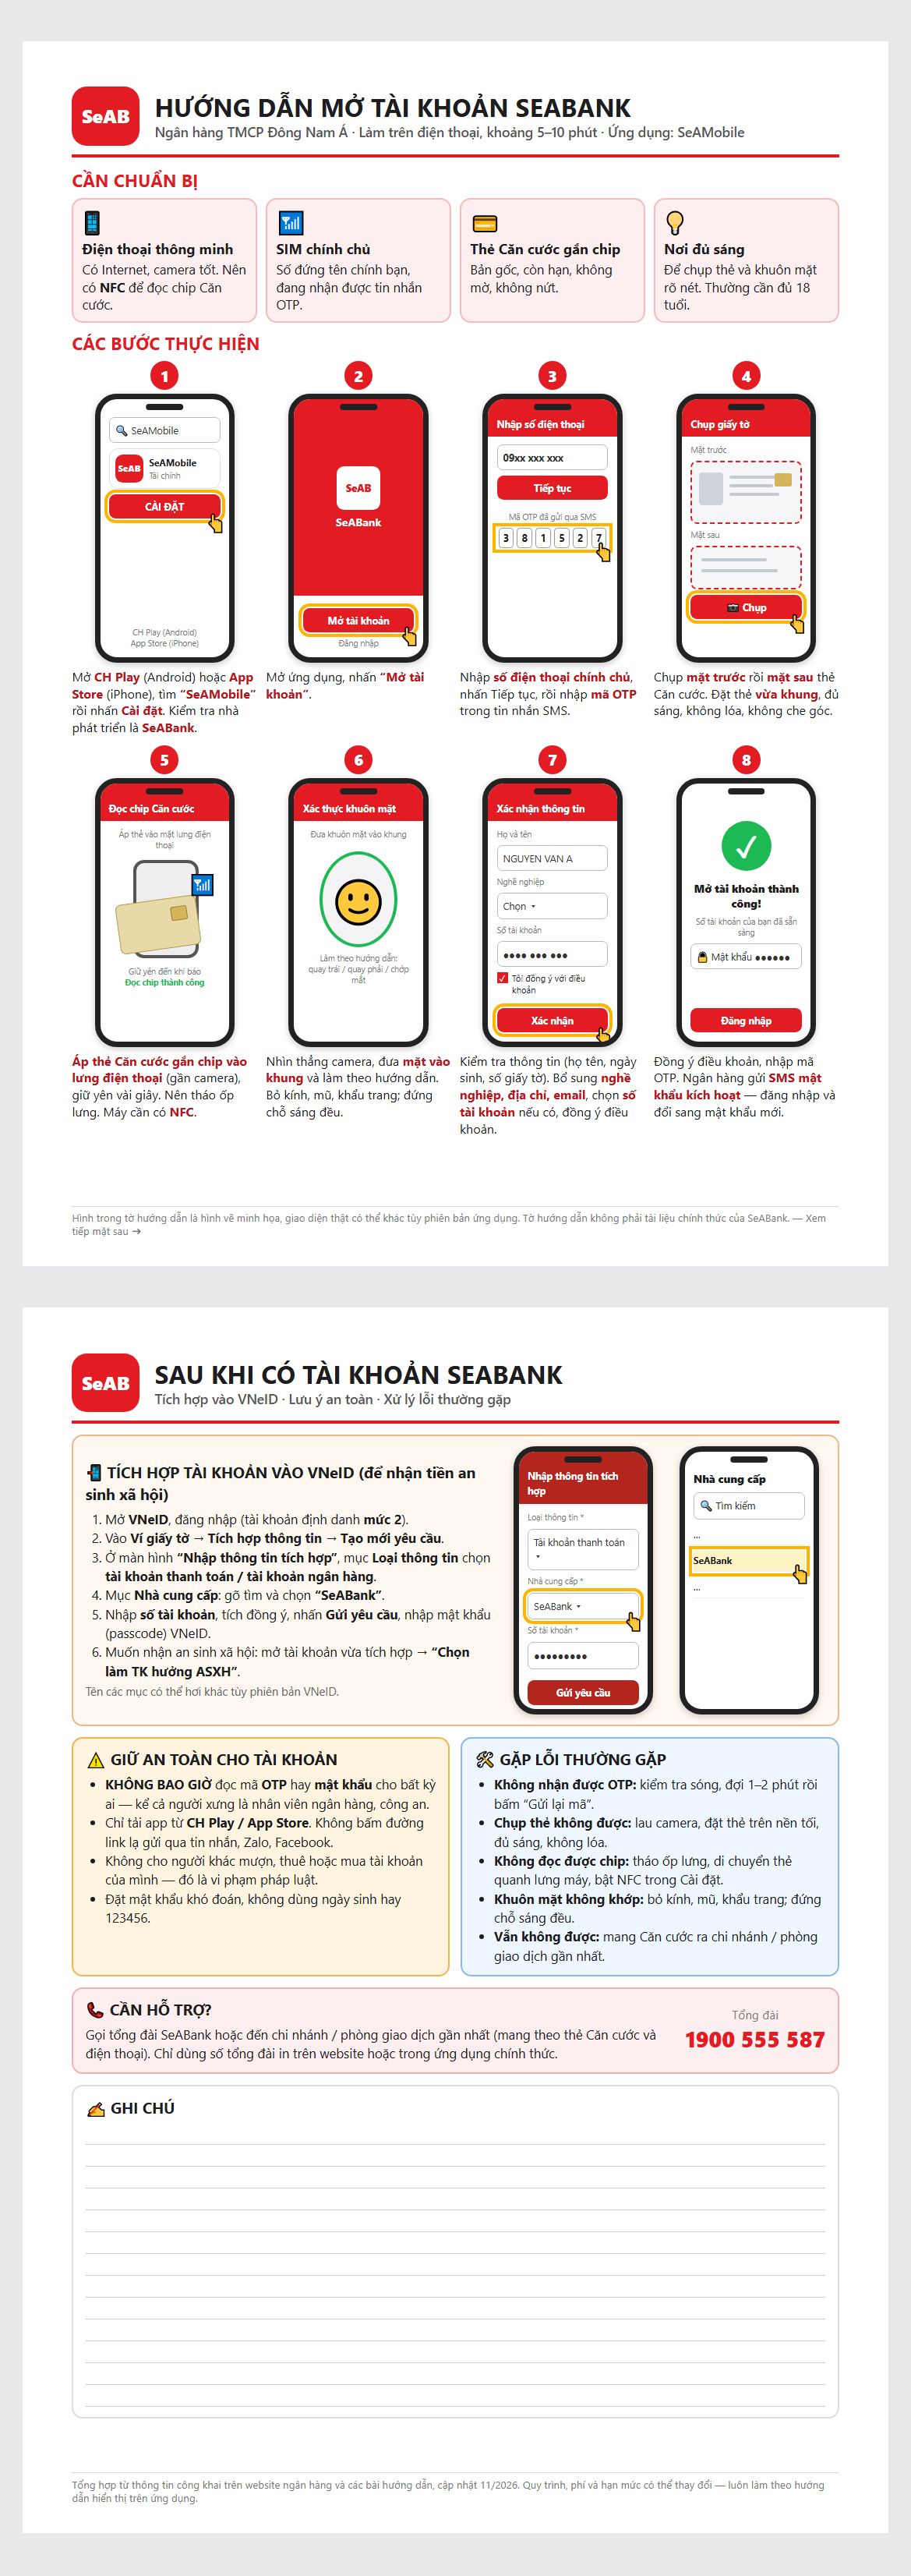 SeAB
HƯỚNG DẪN MỞ TÀI KHOẢN SEABANK
Ngân hàng TMCP Đông Nam Á · Làm trên điện thoại, khoảng 5–10 phút · Ứng dụng: SeAMobile
CẦN CHUẨN BỊ
Điện thoại thông minh
Có Internet, camera tốt. Nên
có NFC để đọc chip Căn
cước.
SIM chính chủ
Số đứng tên chính bạn,
đang nhận được tin nhắn
OTP.
Thẻ Căn cước gắn chip
Bản gốc, còn hạn, không
mờ, không nứt.
Nơi đủ sáng
Để chụp thẻ và khuôn mặt
rõ nét. Thường cần đủ 18
tuổi.
CÁC BƯỚC THỰC HIỆN
1
SeAMobile
SeAB
SeAMobile
Tài chính
CÀI ĐẶT
CH Play (Android)
App Store (iPhone)
Mở CH Play (Android) hoặc App
Store (iPhone), tìm “SeAMobile”
rồi nhấn Cài đặt. Kiểm tra nhà
phát triển là SeABank.
2
SeAB
SeABank
Mở tài khoản
Đăng nhập
Mở ứng dụng, nhấn “Mở tài
khoản”.
3
Nhập số điện thoại
09xx xxx xxx
Tiếp tục
Mã OTP đã gửi qua SMS
3 8 1 5 2 7
Nhập số điện thoại chính chủ,
nhấn Tiếp tục, rồi nhập mã OTP
trong tin nhắn SMS.
4
Chụp giấy tờ
Mặt trước
Mặt sau
Chụp
Chụp mặt trước rồi mặt sau thẻ
Căn cước. Đặt thẻ vừa khung, đủ
sáng, không lóa, không che góc.
5
Đọc chip Căn cước
Áp thẻ vào mặt lưng điện
thoại
Giữ yên đến khi báo
Đọc chip thành công
Áp thẻ Căn cước gắn chip vào
lưng điện thoại (gần camera),
giữ yên vài giây. Nên tháo ốp
lưng. Máy cần có NFC.
6
Xác thực khuôn mặt
Đưa khuôn mặt vào khung
Làm theo hướng dẫn:
quay trái / quay phải / chớp
mắt
Nhìn thẳng camera, đưa mặt vào
khung và làm theo hướng dẫn.
Bỏ kính, mũ, khẩu trang; đứng
chỗ sáng đều.
7
Xác nhận thông tin
Họ và tên
NGUYEN VAN A
Nghề nghiệp
Chọn ▾
Số tài khoản
●●●● ●●● ●●●
Tôi đồng ý với điều
khoản
Xác nhận
Kiểm tra thông tin (họ tên, ngày
sinh, số giấy tờ). Bổ sung nghề
nghiệp, địa chỉ, email, chọn số
tài khoản nếu có, đồng ý điều
khoản.
8
Mở tài khoản thành
công!
Số tài khoản của bạn đã sẵn
sàng
Mật khẩu ●●●●●●
Đăng nhập
Đồng ý điều khoản, nhập mã
OTP. Ngân hàng gửi SMS mật
khẩu kích hoạt — đăng nhập và
đổi sang mật khẩu mới.
Hình trong tờ hướng dẫn là hình vẽ minh họa, giao diện thật có thể khác tùy phiên bản ứng dụng. Tờ hướng dẫn không phải tài liệu chính thức của SeABank. — Xem
tiếp mặt sau →
SeAB
SAU KHI CÓ TÀI KHOẢN SEABANK
Tích hợp vào VNeID · Lưu ý an toàn · Xử lý lỗi thường gặp
TÍCH HỢP TÀI KHOẢN VÀO VNeID (để nhận tiền an
sinh xã hội)
1. Mở VNeID, đăng nhập (tài khoản định danh mức 2).
2. Vào Ví giấy tờ → Tích hợp thông tin → Tạo mới yêu cầu.
3. Ở màn hình “Nhập thông tin tích hợp”, mục Loại thông tin chọn
tài khoản thanh toán / tài khoản ngân hàng.
4. Mục Nhà cung cấp: gõ tìm và chọn “SeABank”.
5. Nhập số tài khoản, tích đồng ý, nhấn Gửi yêu cầu, nhập mật khẩu
(passcode) VNeID.
6. Muốn nhận an sinh xã hội: mở tài khoản vừa tích hợp → “Chọn
làm TK hưởng ASXH”.
Tên các mục có thể hơi khác tùy phiên bản VNeID.
Nhập thông tin tích
hợp
Loại thông tin *
Tài khoản thanh toán
▾
Nhà cung cấp *
SeABank ▾
Số tài khoản *
●●●●●●●●●
Gửi yêu cầu
Nhà cung cấp
Tìm kiếm
...
SeABank
...
GIỮ AN TOÀN CHO TÀI KHOẢN
• KHÔNG BAO GIỜ đọc mã OTP hay mật khẩu cho bất kỳ
ai — kể cả người xưng là nhân viên ngân hàng, công an.
• Chỉ tải app từ CH Play / App Store. Không bấm đường
link lạ gửi qua tin nhắn, Zalo, Facebook.
• Không cho người khác mượn, thuê hoặc mua tài khoản
của mình — đó là vi phạm pháp luật.
• Đặt mật khẩu khó đoán, không dùng ngày sinh hay
123456.
GẶP LỖI THƯỜNG GẶP
• Không nhận được OTP: kiểm tra sóng, đợi 1–2 phút rồi
bấm “Gửi lại mã”.
• Chụp thẻ không được: lau camera, đặt thẻ trên nền tối,
đủ sáng, không lóa.
• Không đọc được chip: tháo ốp lưng, di chuyển thẻ
quanh lưng máy, bật NFC trong Cài đặt.
• Khuôn mặt không khớp: bỏ kính, mũ, khẩu trang; đứng
chỗ sáng đều.
• Vẫn không được: mang Căn cước ra chi nhánh / phòng
giao dịch gần nhất.
CẦN HỖ TRỢ?
Gọi tổng đài SeABank hoặc đến chi nhánh / phòng giao dịch gần nhất (mang theo thẻ Căn cước và
điện thoại). Chỉ dùng số tổng đài in trên website hoặc trong ứng dụng chính thức.
Tổng đài
1900 555 587
GHI CHÚ
Tổng hợp từ thông tin công khai trên website ngân hàng và các bài hướng dẫn, cập nhật 11/2026. Quy trình, phí và hạn mức có thể thay đổi — luôn làm theo hướng
dẫn hiển thị trên ứng dụng.